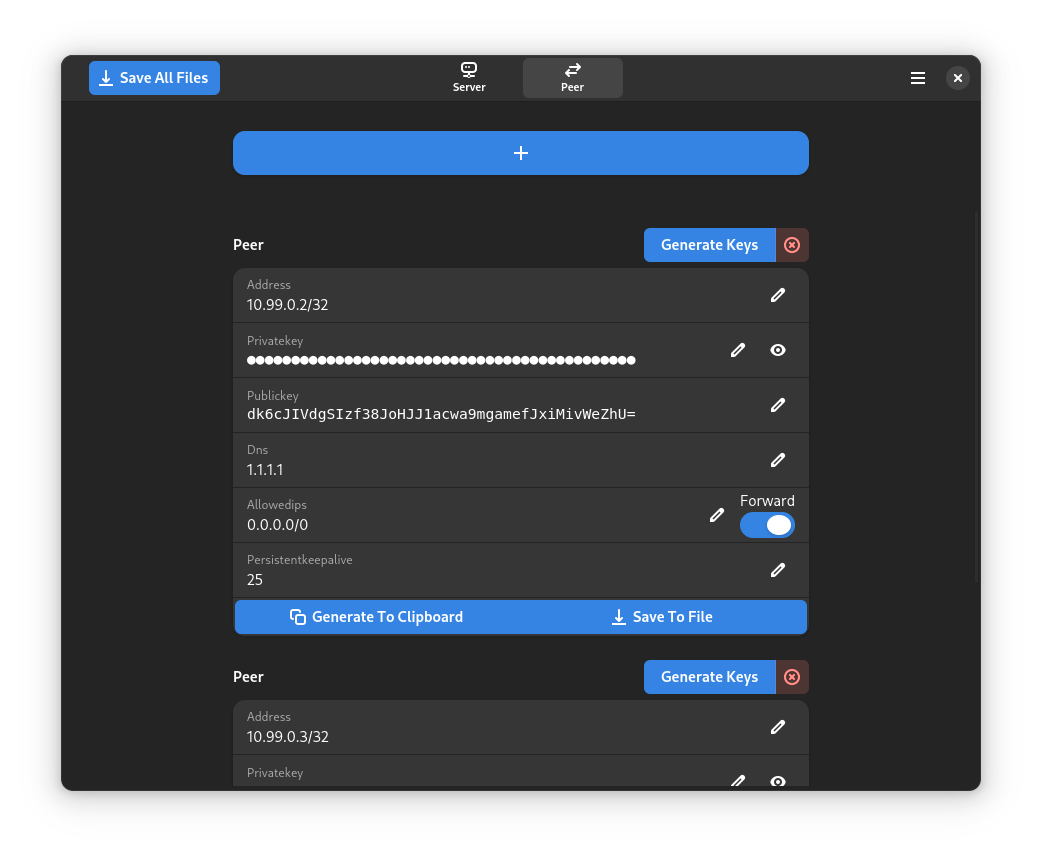 Save All Files
Server
Peer
Peer
Generate Keys
Address
10.99.0.2/32
Privatekey
●●●●●●●●●●●●●●●●●●●●●●●●●●●●●●●●●●●●●●●●●●●●
Publickey
dk6cJIVdgSIzf38JoHJJ1acwa9mgamefJxiMivWeZhU=
Dns
1.1.1.1
Allowedips
0.0.0.0/0
Forward
Persistentkeepalive
25
Generate To Clipboard
Save To File
Peer
Generate Keys
Address
10.99.0.3/32
Privatekey